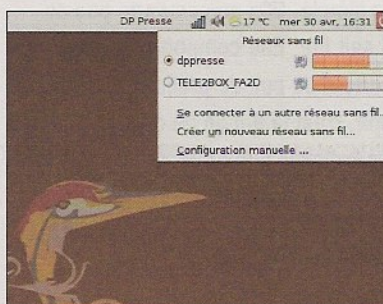 DP Presse 17 °C mer 30 avr, 16:31
Réseaux sans fil
dppresse
TELE2BOX_FA2D
Se connecter à un autre réseau sans fil...
Créer un nouveau réseau sans fil...
Configuration manuelle ...